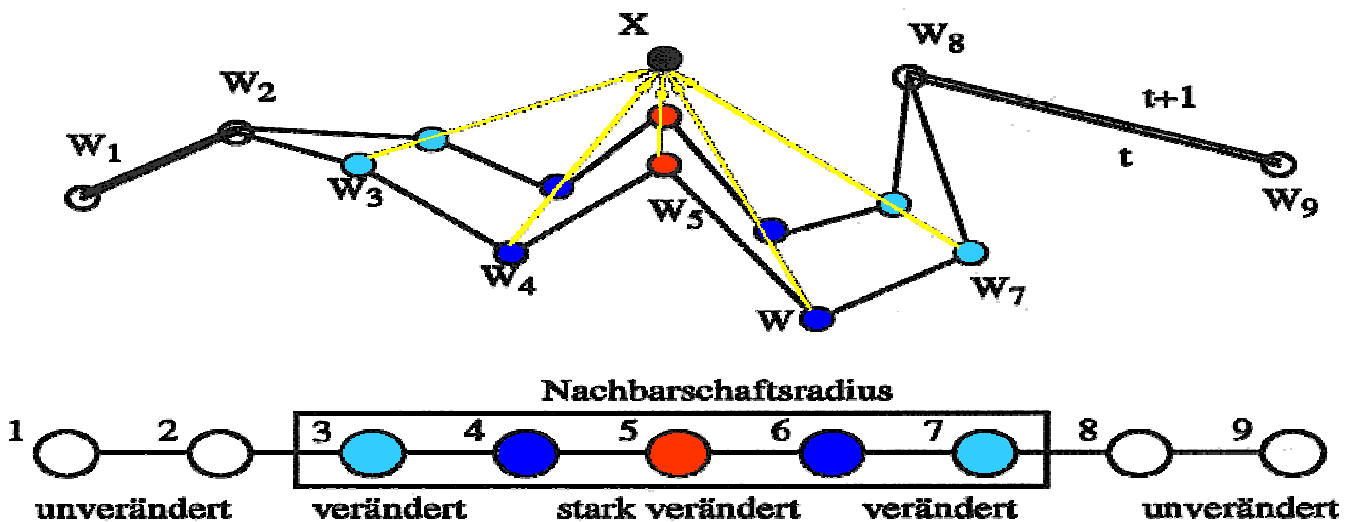 X
W8
W2
t+1
W1
t
W3
W5
W9
W4
W7
W
Nachbarschaftsradius
1 2 3 4 5 6 7 8 9
unverändert verändert stark verändert verändert unverändert